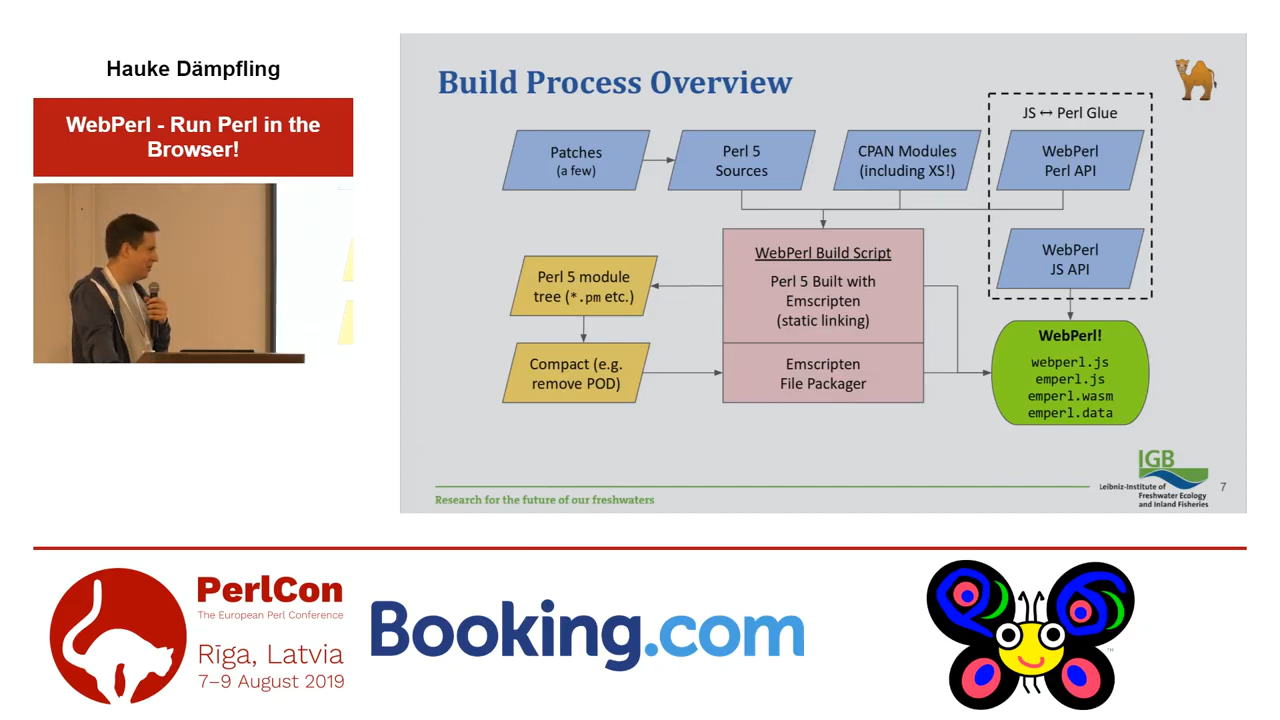 Hauke Dämpfling
WebPerl - Run Perl in the
Browser!
Build Process Overview
JS ↔ Perl Glue
Patches
(a few)
Perl 5
Sources
CPAN Modules
(including XS!)
WebPerl
Perl API
WebPerl
JS API
WebPerl Build Script
Perl 5 Built with
Emscripten
(static linking)
Perl 5 module
tree (*.pm etc.)
Compact (e.g.
remove POD)
Emscripten
File Packager
WebPerl!
webperl.js
emperl.js
emperl.wasm
emperl.data
IGB
Leibniz-Institute of
Freshwater Ecology
and Inland Fisheries
Research for the future of our freshwaters
7
PerlCon
The European Perl Conference
Rīga, Latvia
7–9 August 2019
Booking.com
TM